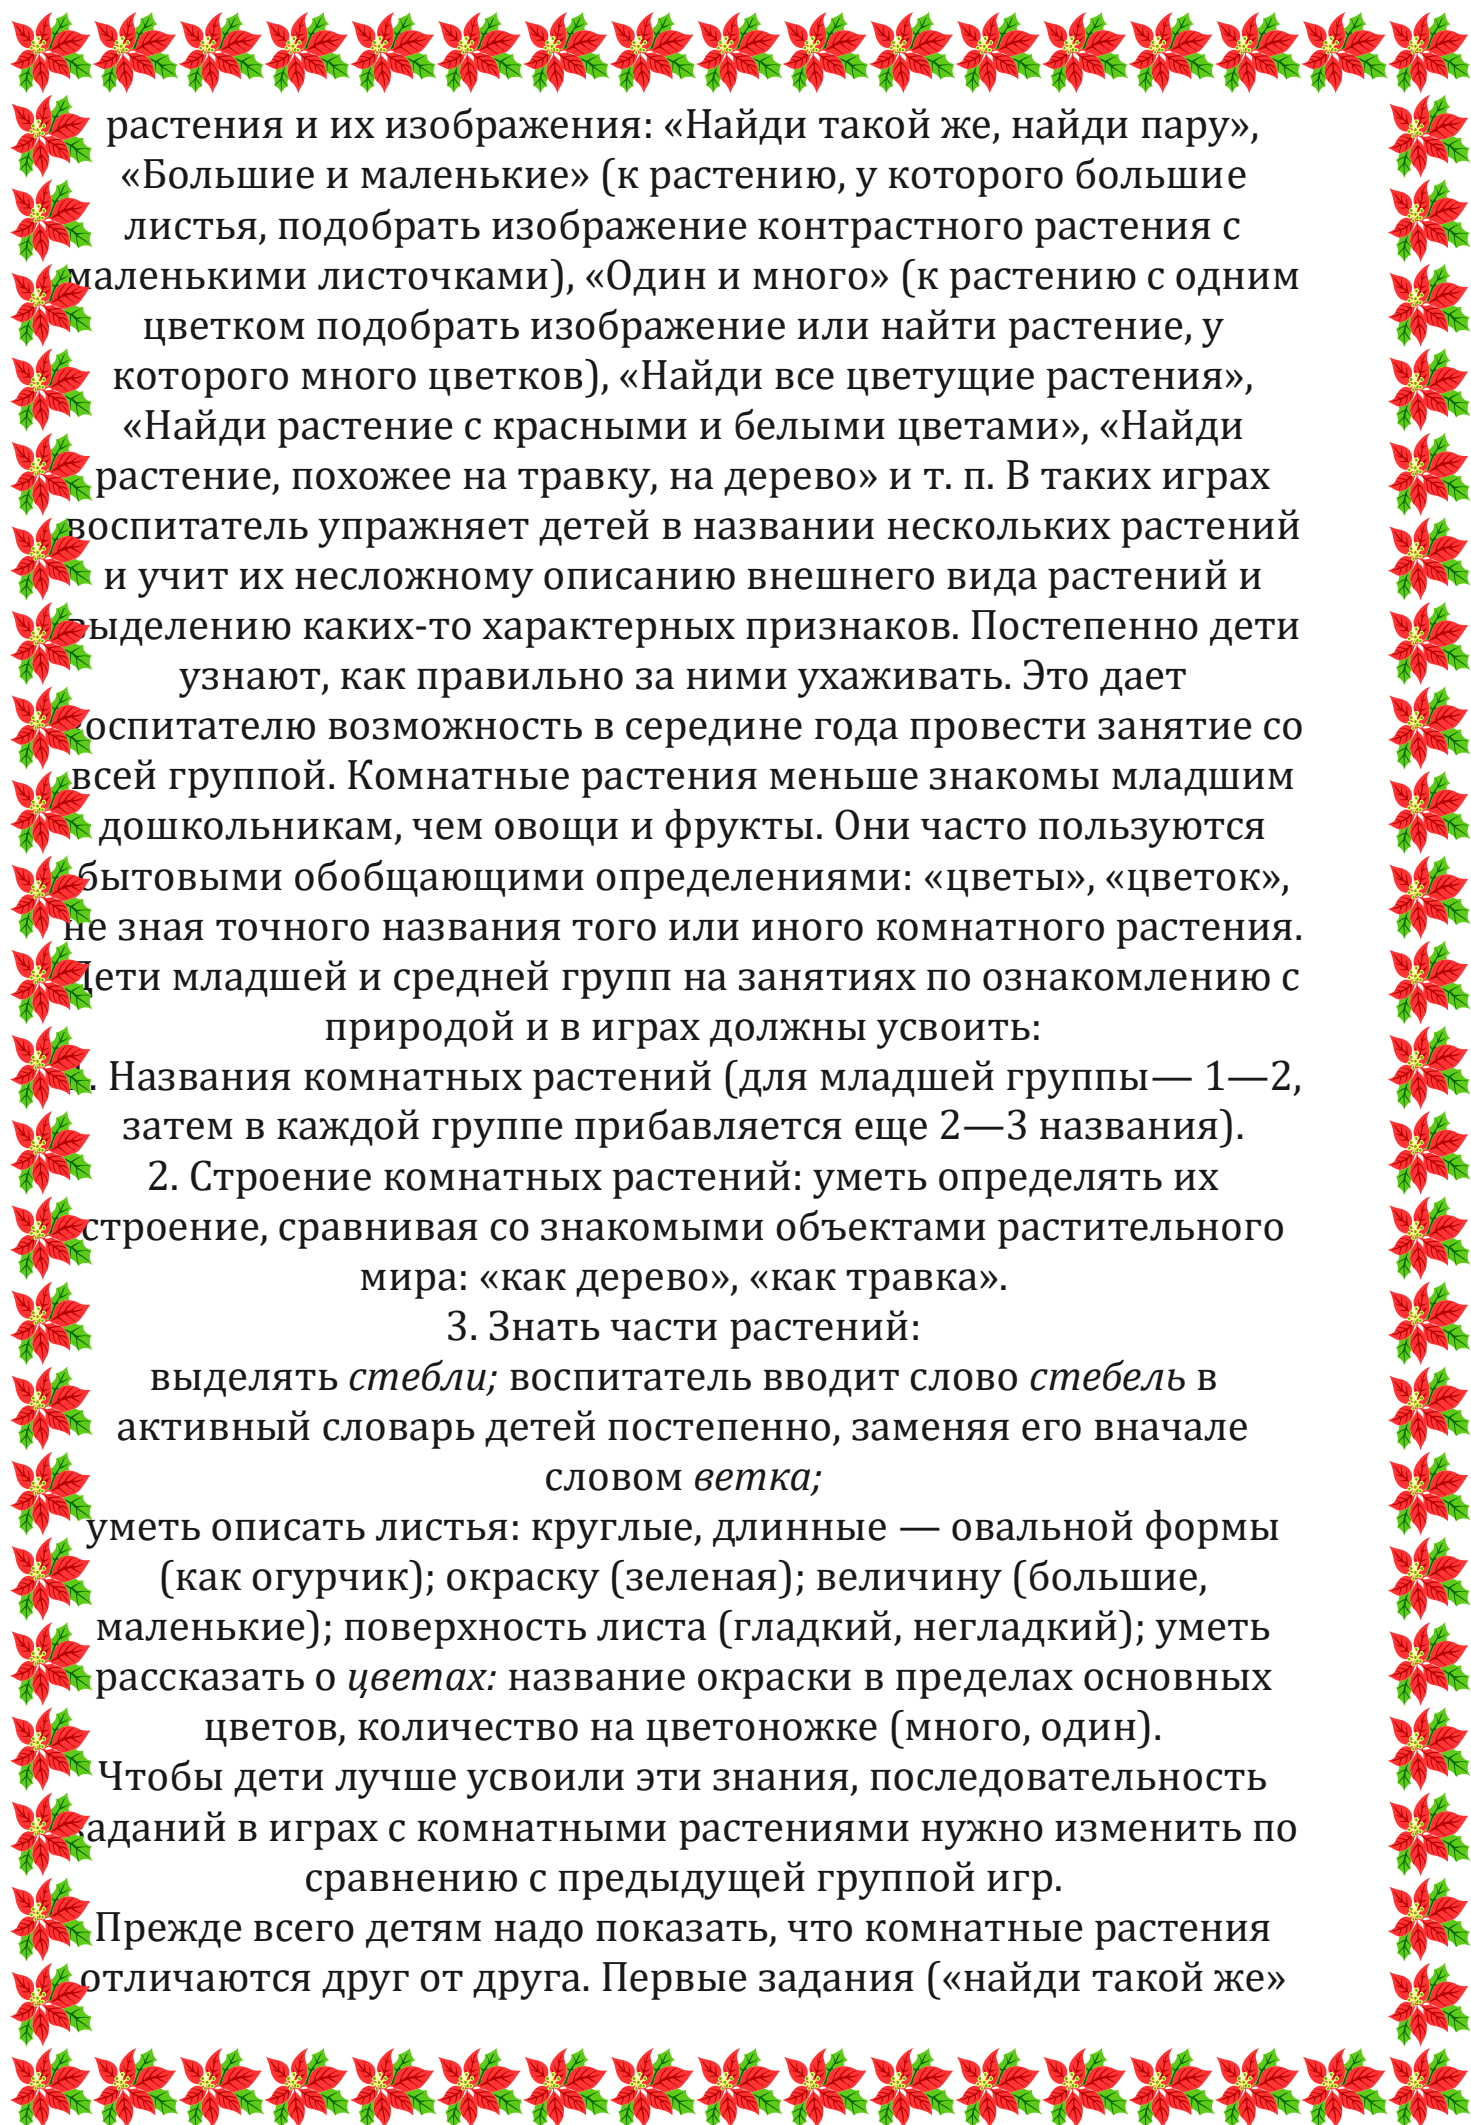 растения и их изображения: «Найди такой же, найди пару»,
«Большие и маленькие» (к растению, у которого большие
листья, подобрать изображение контрастного растения с
маленькими листочками), «Один и много» (к растению с одним
цветком подобрать изображение или найти растение, у
которого много цветков), «Найди все цветущие растения»,
«Найди растение с красными и белыми цветами», «Найди
растение, похожее на травку, на дерево» и т. п. В таких играх
воспитатель упражняет детей в названии нескольких растений
и учит их несложному описанию внешнего вида растений и
выделению каких-то характерных признаков. Постепенно дети
узнают, как правильно за ними ухаживать. Это дает
воспитателю возможность в середине года провести занятие со
всей группой. Комнатные растения меньше знакомы младшим
дошкольникам, чем овощи и фрукты. Они часто пользуются
бытовыми обобщающими определениями: «цветы», «цветок»,
не зная точного названия того или иного комнатного растения.
Дети младшей и средней групп на занятиях по ознакомлению с
природой и в играх должны усвоить:
1. Названия комнатных растений (для младшей группы— 1—2,
затем в каждой группе прибавляется еще 2—3 названия).
2. Строение комнатных растений: уметь определять их
строение, сравнивая со знакомыми объектами растительного
мира: «как дерево», «как травка».
3. Знать части растений:
выделять стебли; воспитатель вводит слово стебель в
активный словарь детей постепенно, заменяя его вначале
словом ветка;
уметь описать листья: круглые, длинные — овальной формы
(как огурчик); окраску (зеленая); величину (большие,
маленькие); поверхность листа (гладкий, негладкий); уметь
рассказать о цветах: название окраски в пределах основных
цветов, количество на цветоножке (много, один).
Чтобы дети лучше усвоили эти знания, последовательность
заданий в играх с комнатными растениями нужно изменить по
сравнению с предыдущей группой игр.
Прежде всего детям надо показать, что комнатные растения
отличаются друг от друга. Первые задания («найди такой же»